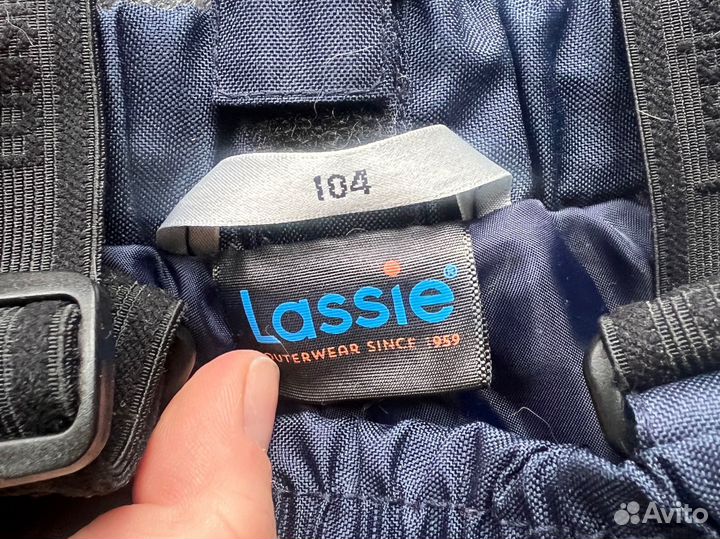 104
Lassie®
OUTERWEAR SINCE 1959
Avito